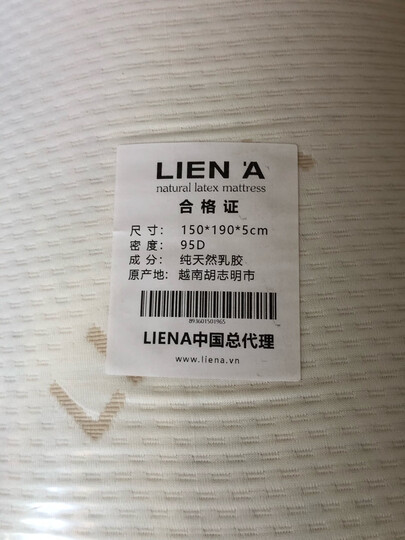 LIEN 'A
natural latex mattress
合格证
尺寸: 150*190*5cm
密度: 95D
成分: 纯天然乳胶
原产地: 越南胡志明市
8936015019 65
LIENA中国总代理
www.liena.vn